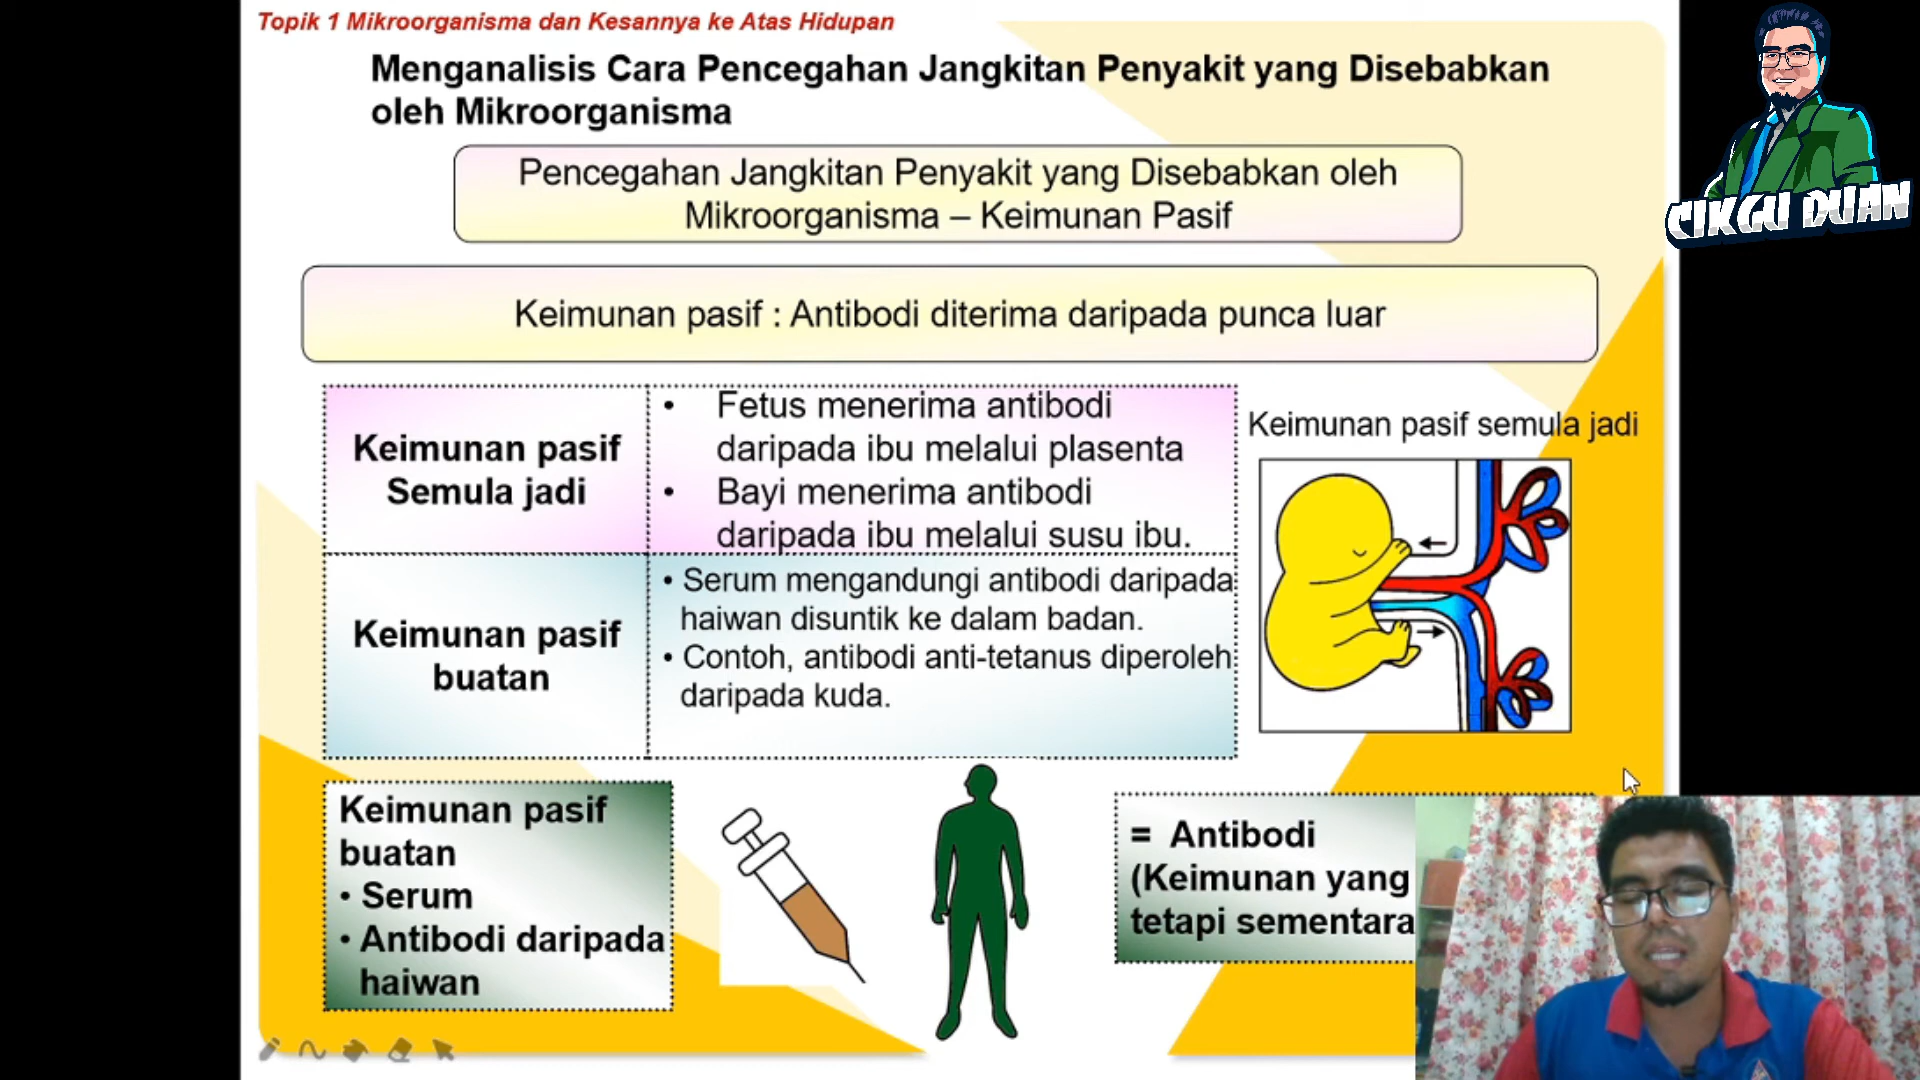 Topik 1 Mikroorganisma dan Kesannya ke Atas Hidupan
Menganalisis Cara Pencegahan Jangkitan Penyakit yang Disebabkan
oleh Mikroorganisma
CIKGU DUAN
Pencegahan Jangkitan Penyakit yang Disebabkan oleh
Mikroorganisma – Keimunan Pasif
Keimunan pasif : Antibodi diterima daripada punca luar
Keimunan pasif
Semula jadi
• Fetus menerima antibodi
daripada ibu melalui plasenta
• Bayi menerima antibodi
daripada ibu melalui susu ibu.
Keimunan pasif semula jadi
Keimunan pasif
buatan
• Serum mengandungi antibodi daripada
haiwan disuntik ke dalam badan.
• Contoh, antibodi anti-tetanus diperoleh
daripada kuda.
Keimunan pasif
buatan
• Serum
• Antibodi daripada
haiwan
= Antibodi
(Keimunan yang
tetapi sementara